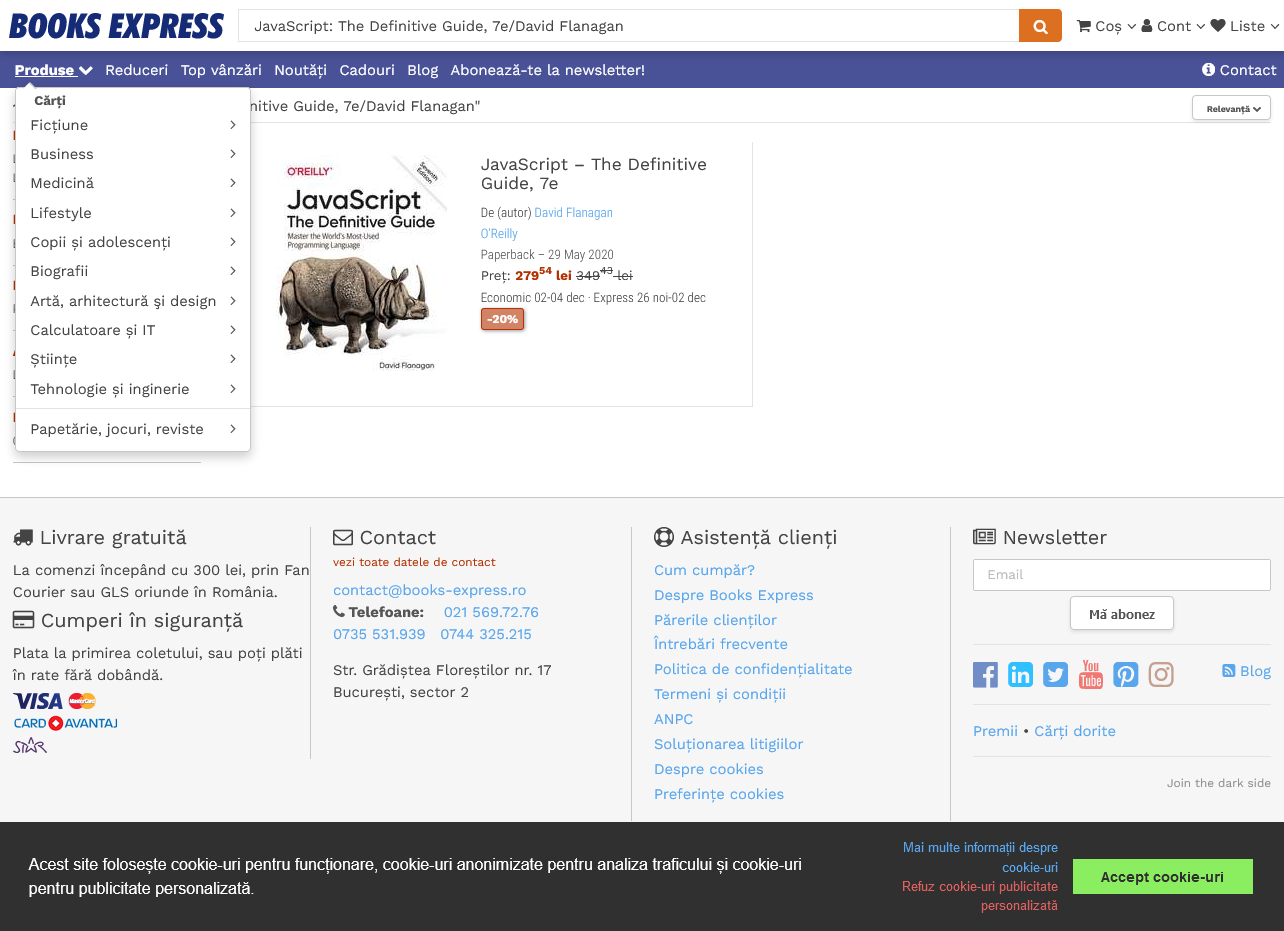 BOOKS EXPRESS
JavaScript: The Definitive Guide, 7e/David Flanagan
Coș
Cont
Liste
Produse
Reduceri
Top vânzări
Noutăți
Cadouri
Blog
Abonează-te la newsletter!
Contact
Cărți
Ficțiune
Business
Medicină
Lifestyle
Copii și adolescenți
Biografii
Artă, arhitectură şi design
Calculatoare și IT
Științe
Tehnologie și inginerie
Papetărie, jocuri, reviste
Guide, 7e/David Flanagan"
Relevanță
O'REILLY
Seventh
Edition
JavaScript
The Definitive Guide
Master the World's Most-Used
Programming Language
David Flanagan
JavaScript – The Definitive
Guide, 7e
De (autor) David Flanagan
O'Reilly
Paperback – 29 May 2020
Preț: 279⁵⁴ lei 349⁴³ lei
Economic 02-04 dec · Express 26 noi-02 dec
-20%
Livrare gratuită
La comenzi începând cu 300 lei, prin Fan
Courier sau GLS oriunde în România.
Cumperi în siguranță
Plata la primirea coletului, sau poți plăti
în rate fără dobândă.
VISA MasterCard
CARD AVANTAJ
STAR
Contact
vezi toate datele de contact
contact@books-express.ro
Telefoane: 021 569.72.76
0735 531.939 0744 325.215
Str. Grădiștea Floreștilor nr. 17
București, sector 2
Asistență clienți
Cum cumpăr?
Despre Books Express
Părerile clienților
Întrebări frecvente
Politica de confidențialitate
Termeni și condiții
ANPC
Soluționarea litigiilor
Despre cookies
Preferințe cookies
Newsletter
Email
Mă abonez
You
Tube
Blog
Premii • Cărți dorite
Join the dark side
Acest site folosește cookie-uri pentru funcționare, cookie-uri anonimizate pentru analiza traficului și cookie-uri
pentru publicitate personalizată.
Mai multe informații despre
cookie-uri
Refuz cookie-uri publicitate
personalizată
Accept cookie-uri